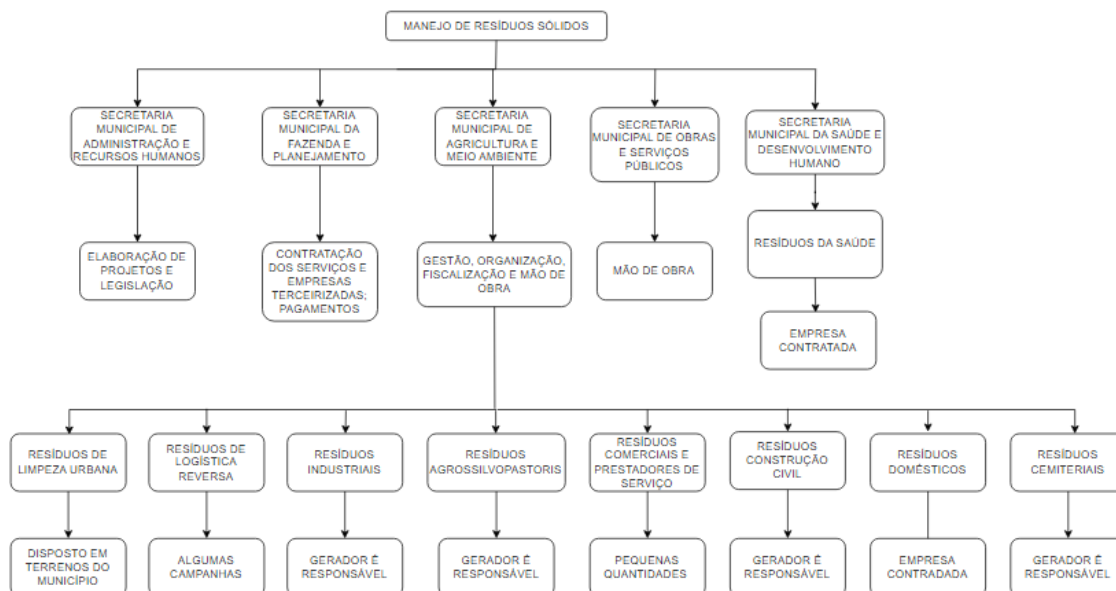 MANEJO DE RESÍDUOS SÓLIDOS
SECRETARIA
MUNICIPAL DE
ADMINISTRAÇÃO E
RECURSOS HUMANOS
SECRETARIA
MUNICIPAL DA
FAZENDA E
PLANEJAMENTO
SECRETARIA
MUNICIPAL DE
AGRICULTURA E
MEIO AMBIENTE
SECRETARIA
MUNICIPAL DE OBRAS
E SERVIÇOS
PÚBLICOS
SECRETARIA
MUNICIPAL DA SAÚDE E
DESENVOLVIMENTO
HUMANO
ELABORAÇÃO DE
PROJETOS E
LEGISLAÇÃO
CONTRATAÇÃO
DOS SERVIÇOS E
EMPRESAS
TERCEIRIZADAS;
PAGAMENTOS
GESTÃO, ORGANIZAÇÃO,
FISCALIZAÇÃO E MÃO DE
OBRA
MÃO DE OBRA
RESÍDUOS DA SAÚDE
EMPRESA
CONTRATADA
RESÍDUOS DE
LIMPEZA URBANA
RESÍDUOS DE
LOGÍSTICA
REVERSA
RESÍDUOS
INDUSTRIAIS
RESÍDUOS
AGROSSILVOPASTORIS
RESÍDUOS
COMERCIAIS E
PRESTADORES DE
SERVIÇO
RESÍDUOS
CONSTRUÇÃO
CIVIL
RESÍDUOS
DOMÉSTICOS
RESÍDUOS
CEMITERIAIS
DISPOSTO EM
TERRENOS DO
MUNICÍPIO
ALGUMAS
CAMPANHAS
GERADOR É
RESPONSÁVEL
GERADOR É
RESPONSÁVEL
PEQUENAS
QUANTIDADES
GERADOR É
RESPONSÁVEL
EMPRESA
CONTRADADA
GERADOR É
RESPONSÁVEL